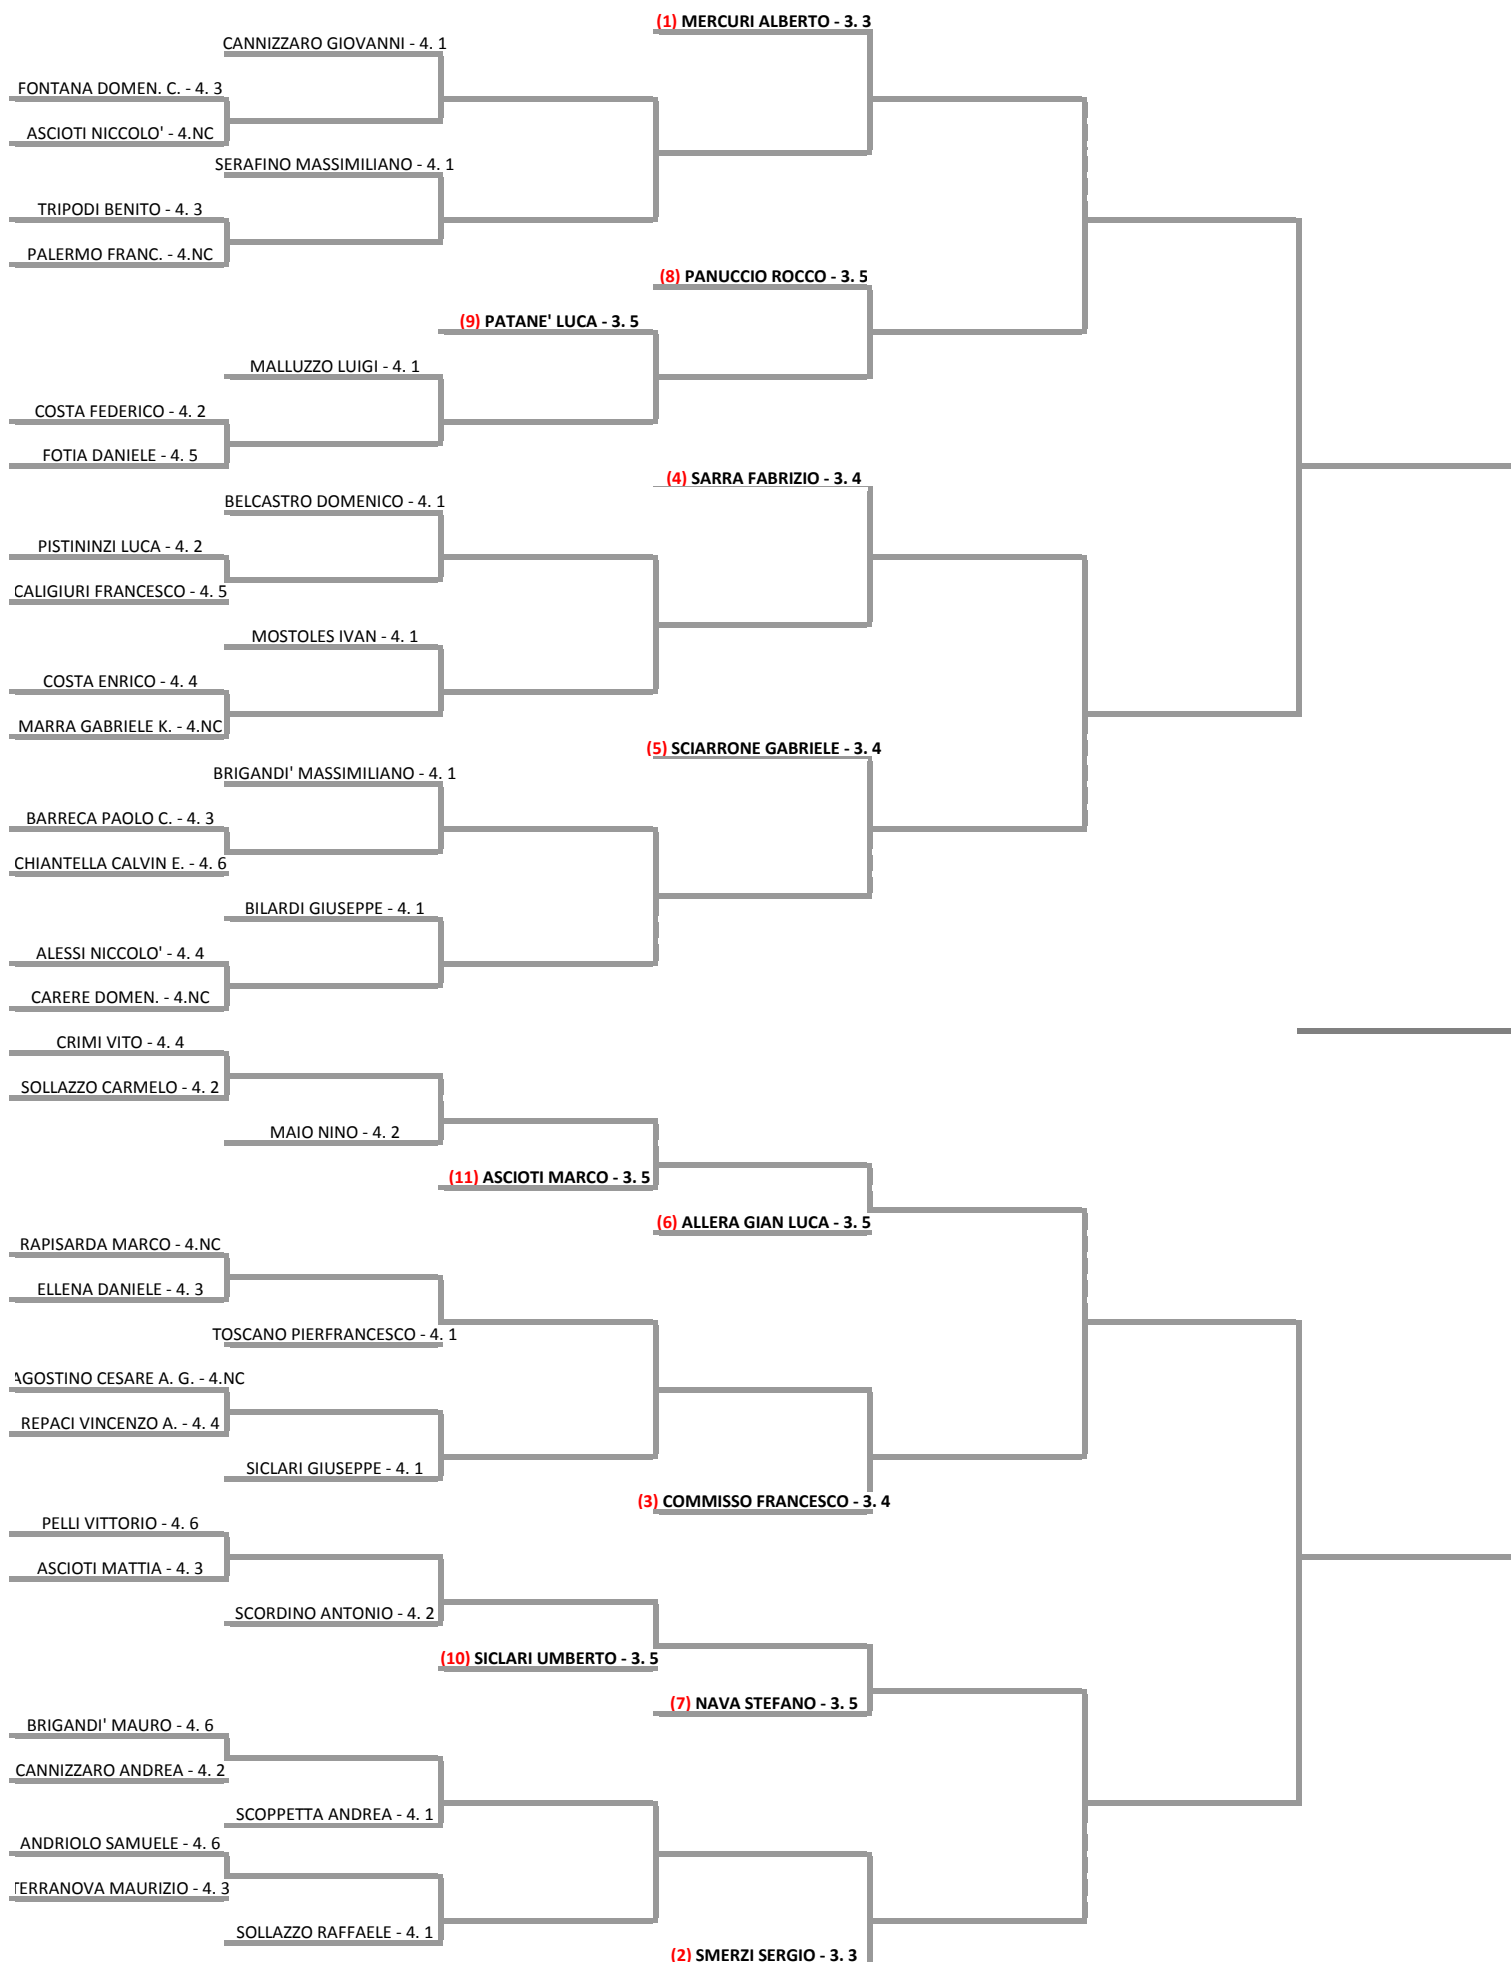 (1) MERCURI ALBERTO - 3. 3
CANNIZZARO GIOVANNI - 4. 1
FONTANA DOMEN. C. - 4. 3
ASCIOTI NICCOLO' - 4.NC
SERAFINO MASSIMILIANO - 4. 1
TRIPODI BENITO - 4. 3
PALERMO FRANC. - 4.NC
(8) PANUCCIO ROCCO - 3. 5
(9) PATANE' LUCA - 3. 5
MALLUZZO LUIGI - 4. 1
COSTA FEDERICO - 4. 2
FOTIA DANIELE - 4. 5
(4) SARRA FABRIZIO - 3. 4
BELCASTRO DOMENICO - 4. 1
PISTININZI LUCA - 4. 2
CALIGIURI FRANCESCO - 4. 5
MOSTOLES IVAN - 4. 1
COSTA ENRICO - 4. 4
MARRA GABRIELE K. - 4.NC
(5) SCIARRONE GABRIELE - 3. 4
BRIGANDI' MASSIMILIANO - 4. 1
BARRECA PAOLO C. - 4. 3
CHIANTELLA CALVIN E. - 4. 6
BILARDI GIUSEPPE - 4. 1
ALESSI NICCOLO' - 4. 4
CARERE DOMEN. - 4.NC
CRIMI VITO - 4. 4
SOLLAZZO CARMELO - 4. 2
MAIO NINO - 4. 2
(11) ASCIOTI MARCO - 3. 5
(6) ALLERA GIAN LUCA - 3. 5
RAPISARDA MARCO - 4.NC
ELLENA DANIELE - 4. 3
TOSCANO PIERFRANCESCO - 4. 1
AGOSTINO CESARE A. G. - 4.NC
REPACI VINCENZO A. - 4. 4
SICLARI GIUSEPPE - 4. 1
(3) COMMISSO FRANCESCO - 3. 4
PELLI VITTORIO - 4. 6
ASCIOTI MATTIA - 4. 3
SCORDINO ANTONIO - 4. 2
(10) SICLARI UMBERTO - 3. 5
(7) NAVA STEFANO - 3. 5
BRIGANDI' MAURO - 4. 6
CANNIZZARO ANDREA - 4. 2
SCOPPETTA ANDREA - 4. 1
ANDRIOLO SAMUELE - 4. 6
TERRANOVA MAURIZIO - 4. 3
SOLLAZZO RAFFAELE - 4. 1
(2) SMERZI SERGIO - 3. 3